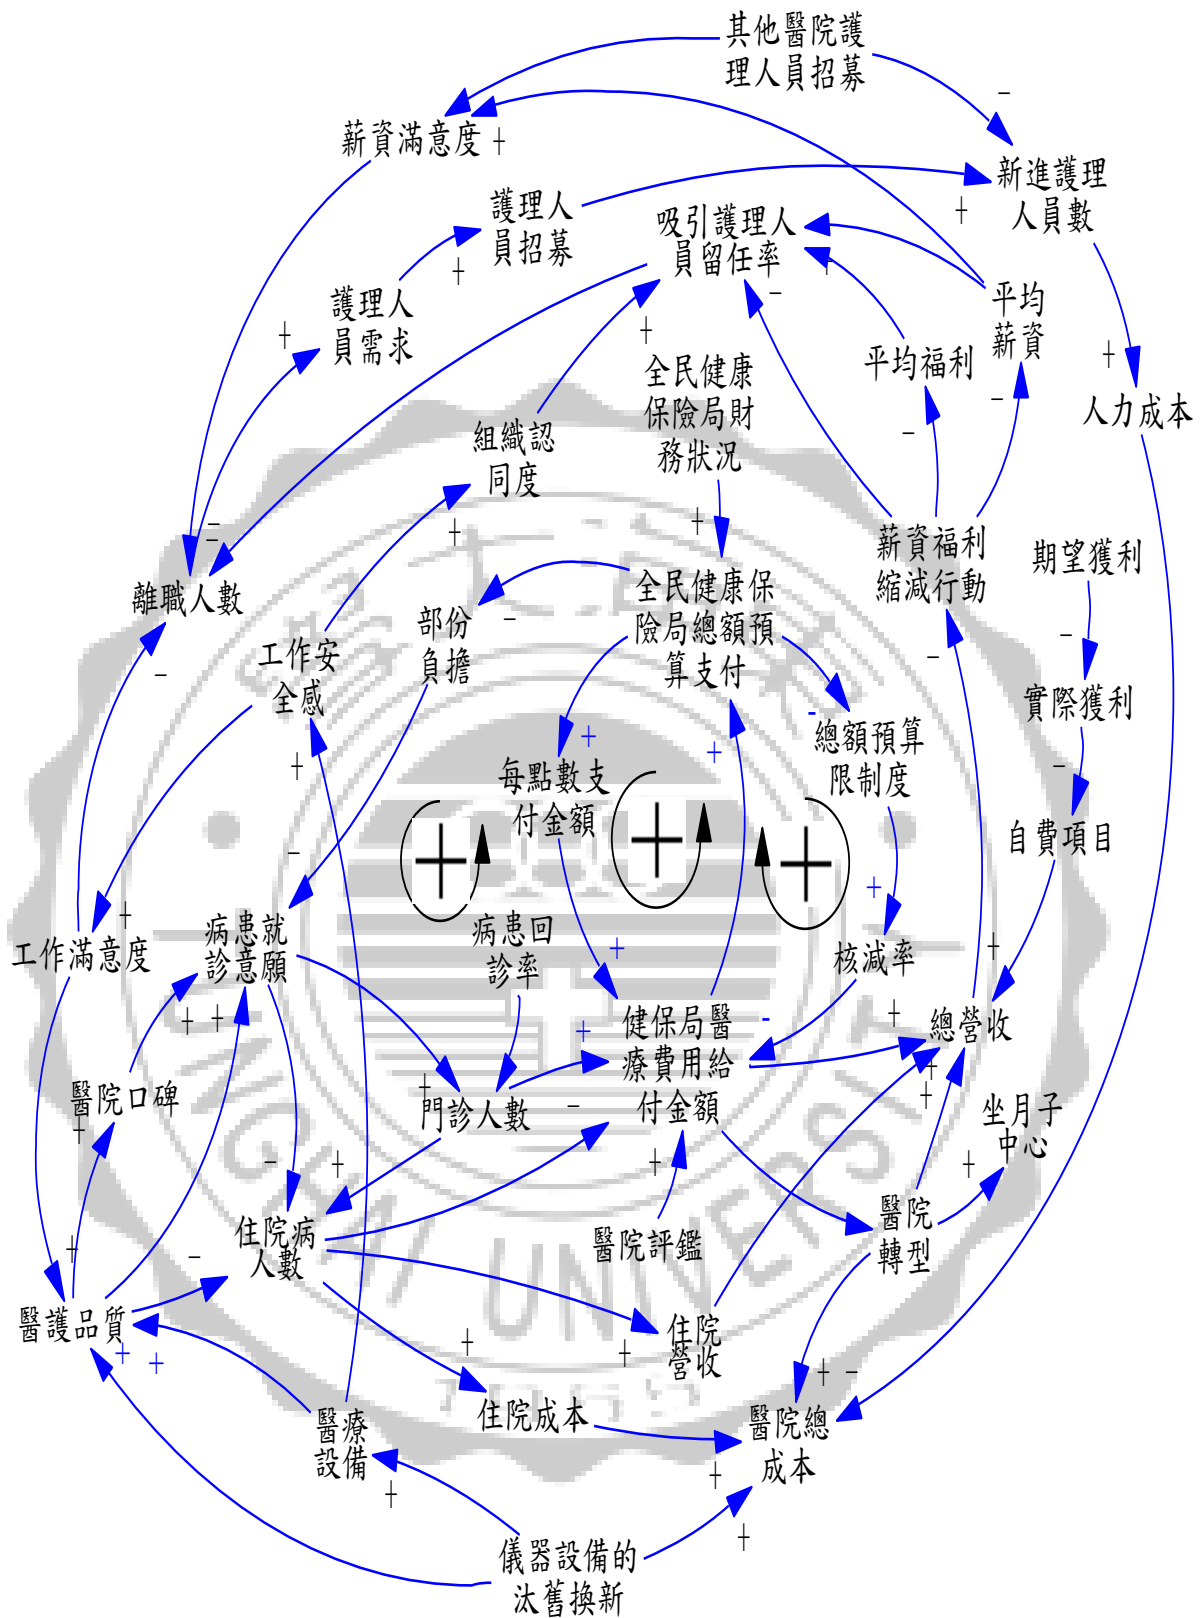 其他醫院護
理人員招募
薪資滿意度
新進護理
人員數
護理人
員招募
吸引護理人
員留任率
護理人
員需求
平均
薪資
平均福利
全民健康
保險局財
務狀況
人力成本
組織認
同度
薪資福利
縮減行動
期望獲利
離職人數
全民健康保
險局總額預
算支付
部份
負擔
工作安
全感
實際獲利
總額預算
限制度
每點數支
付金額
自費項目
工作滿意度
病患就
診意願
病患回
診率
核減率
健保局醫
療費用給
付金額
總營收
醫院口碑
門診人數
坐月子
中心
住院病
人數
醫院評鑑
醫院
轉型
醫護品質
住院
營收
醫療
設備
住院成本
醫院總
成本
儀器設備的
汰舊換新
UNIVERSITY